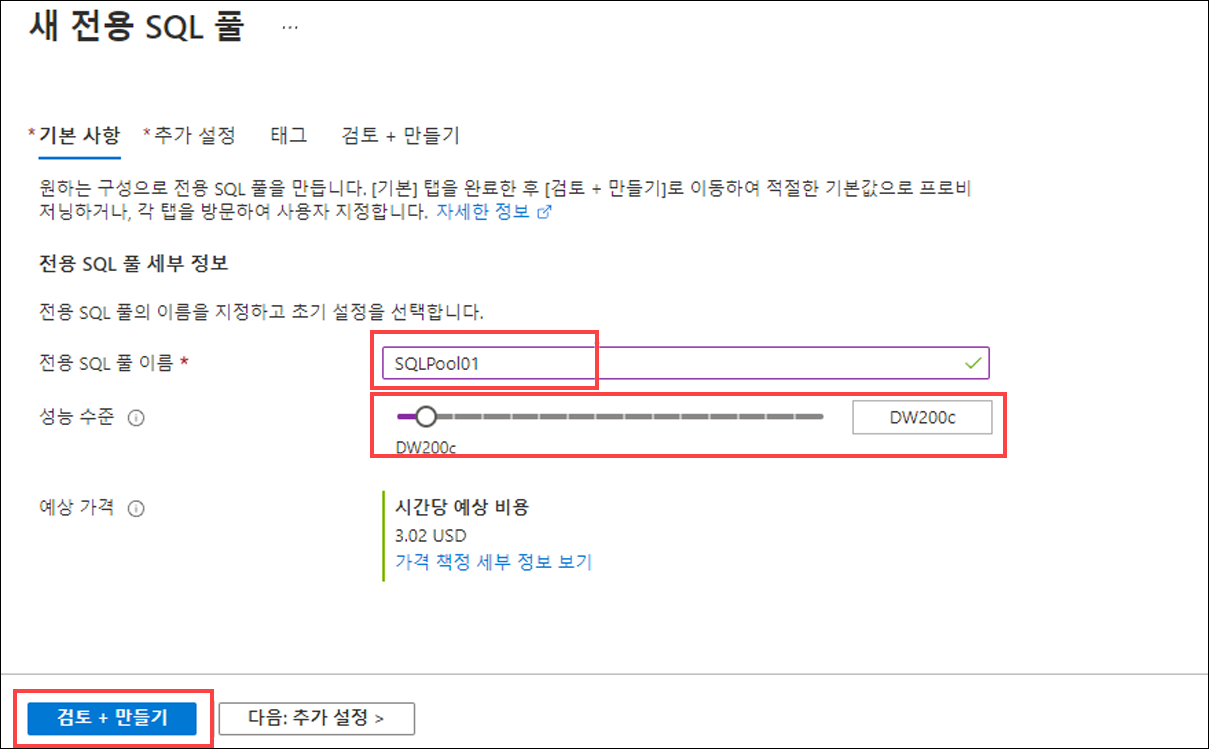 새 전용 SQL 풀 ...
*기본 사항 *추가 설정 태그 검토 + 만들기
원하는 구성으로 전용 SQL 풀을 만듭니다. [기본] 탭을 완료한 후 [검토 + 만들기]로 이동하여 적절한 기본값으로 프로비
저닝하거나, 각 탭을 방문하여 사용자 지정합니다. 자세한 정보
전용 SQL 풀 세부 정보
전용 SQL 풀의 이름을 지정하고 초기 설정을 선택합니다.
전용 SQL 풀 이름 * SQLPool01
성능 수준 DW200c
DW200c
예상 가격 시간당 예상 비용
3.02 USD
가격 책정 세부 정보 보기
검토 + 만들기 다음: 추가 설정 >